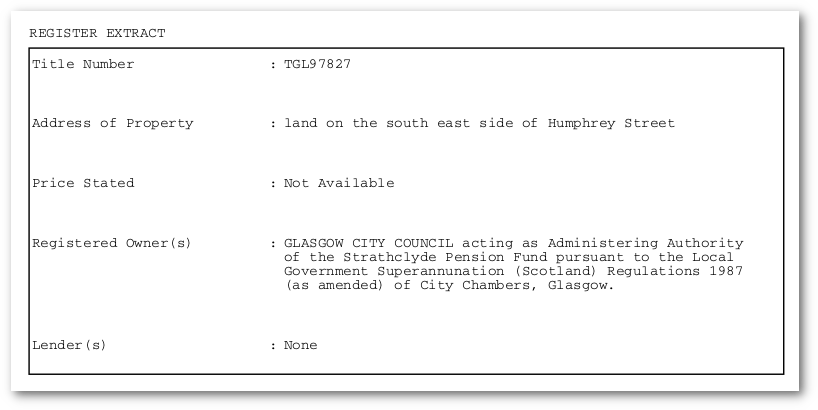 REGISTER EXTRACT
Title Number : TGL97827
Address of Property : land on the south east side of Humphrey Street
Price Stated : Not Available
Registered Owner(s) : GLASGOW CITY COUNCIL acting as Administering Authority
of the Strathclyde Pension Fund pursuant to the Local
Government Superannunation (Scotland) Regulations 1987
(as amended) of City Chambers, Glasgow.
Lender(s) : None